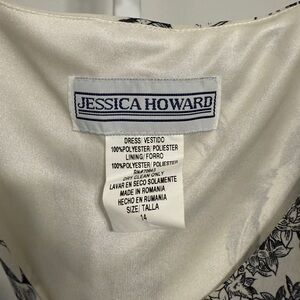 JESSICA HOWARD
DRESS/ VESTIDO
100%POLYESTER/ POLIESTER
LINING/ FORRO
100%POLYESTER/ POLIESTER
DRY CLEAN ONLY
LAVAR EN SECO SOLAMENTE
MADE IN ROMANIA
HECHO EN RUMANIA
SIZE/ TALLA
14